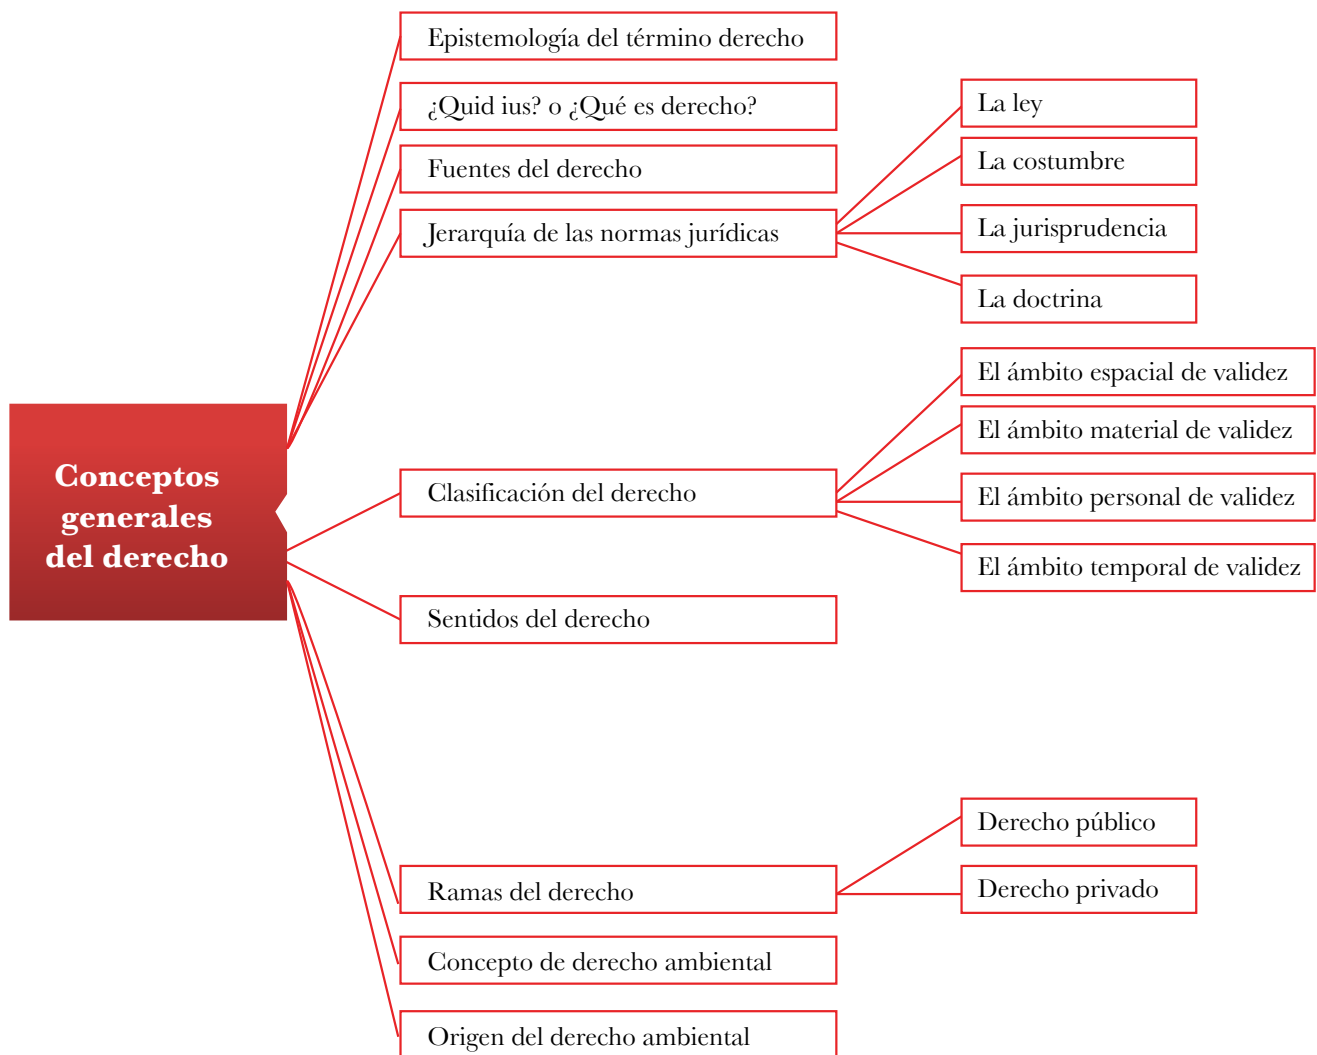 Conceptos
generales
del derecho
Epistemología del término derecho
¿Quid ius? o ¿Qué es derecho?
Fuentes del derecho
Jerarquía de las normas jurídicas
La ley
La costumbre
La jurisprudencia
La doctrina
Clasificación del derecho
El ámbito espacial de validez
El ámbito material de validez
El ámbito personal de validez
El ámbito temporal de validez
Sentidos del derecho
Ramas del derecho
Derecho público
Derecho privado
Concepto de derecho ambiental
Origen del derecho ambiental